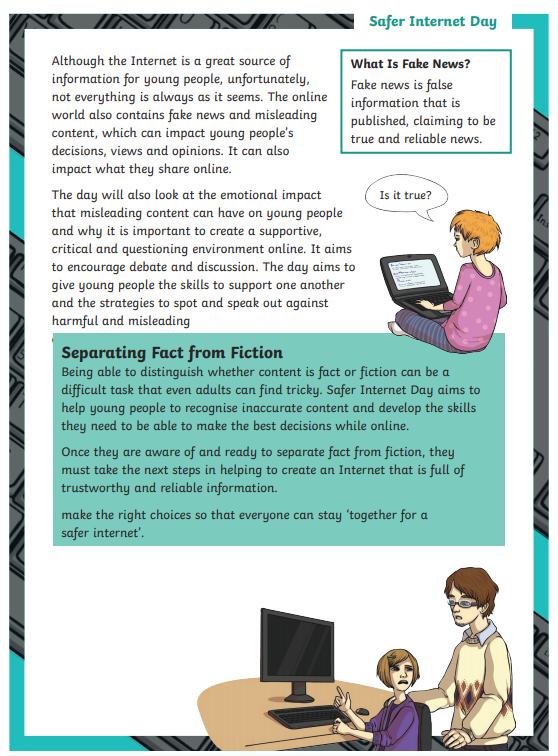 Safer Internet Day
Although the Internet is a great source of
information for young people, unfortunately,
not everything is always as it seems. The online
world also contains fake news and misleading
content, which can impact young people's
decisions, views and opinions. It can also
impact what they share online.
What Is Fake News?
Fake news is false
information that is
published, claiming to be
true and reliable news.
The day will also look at the emotional impact
that misleading content can have on young people
and why it is important to create a supportive,
critical and questioning environment online. It aims
to encourage debate and discussion. The day aims to
give young people the skills to support one another
and the strategies to spot and speak out against
harmful and misleading
Is it true?
Separating Fact from Fiction
Being able to distinguish whether content is fact or fiction can be a
difficult task that even adults can find tricky. Safer Internet Day aims to
help young people to recognise inaccurate content and develop the skills
they need to be able to make the best decisions while online.
Once they are aware of and ready to separate fact from fiction, they
must take the next steps in helping to create an Internet that is full of
trustworthy and reliable information.
make the right choices so that everyone can stay 'together for a
safer internet'.